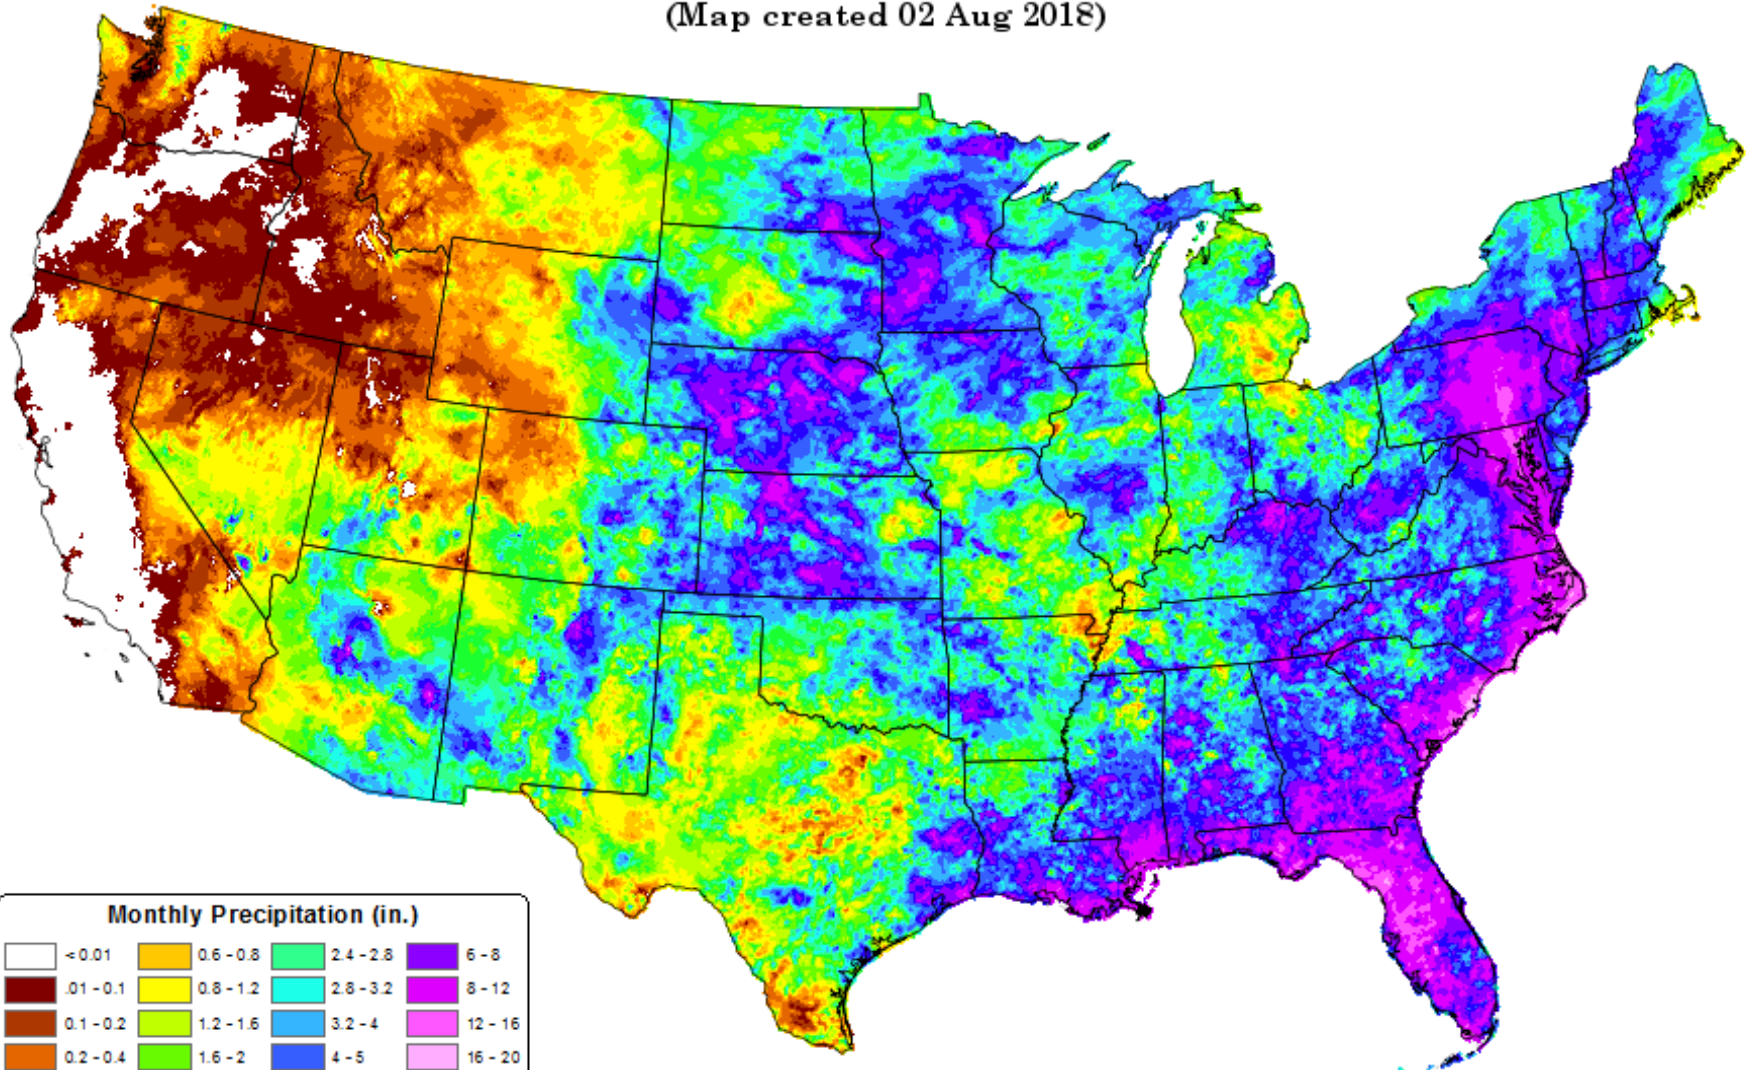 (Map created 02 Aug 2018)
Monthly Precipitation (in.)
< 0.01 0.6 - 0.8 2.4 - 2.8 6 - 8
.01 - 0.1 0.8 - 1.2 2.8 - 3.2 8 - 12
0.1 - 0.2 1.2 - 1.6 3.2 - 4 12 - 16
0.2 - 0.4 1.6 - 2 4 - 5 16 - 20